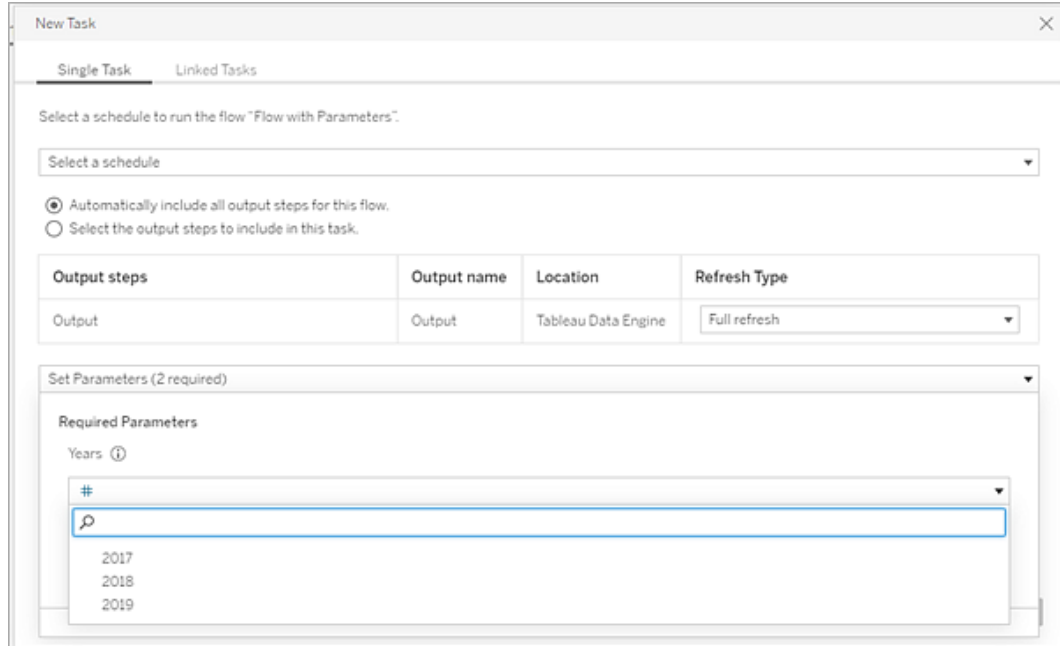 New Task
Single Task Linked Tasks
Select a schedule to run the flow "Flow with Parameters".
Select a schedule
Automatically include all output steps for this flow.
Select the output steps to include in this task.
Output steps Output name Location Refresh Type
Output Output Tableau Data Engine Full refresh
Set Parameters (2 required)
Required Parameters
Years
#
2017
2018
2019